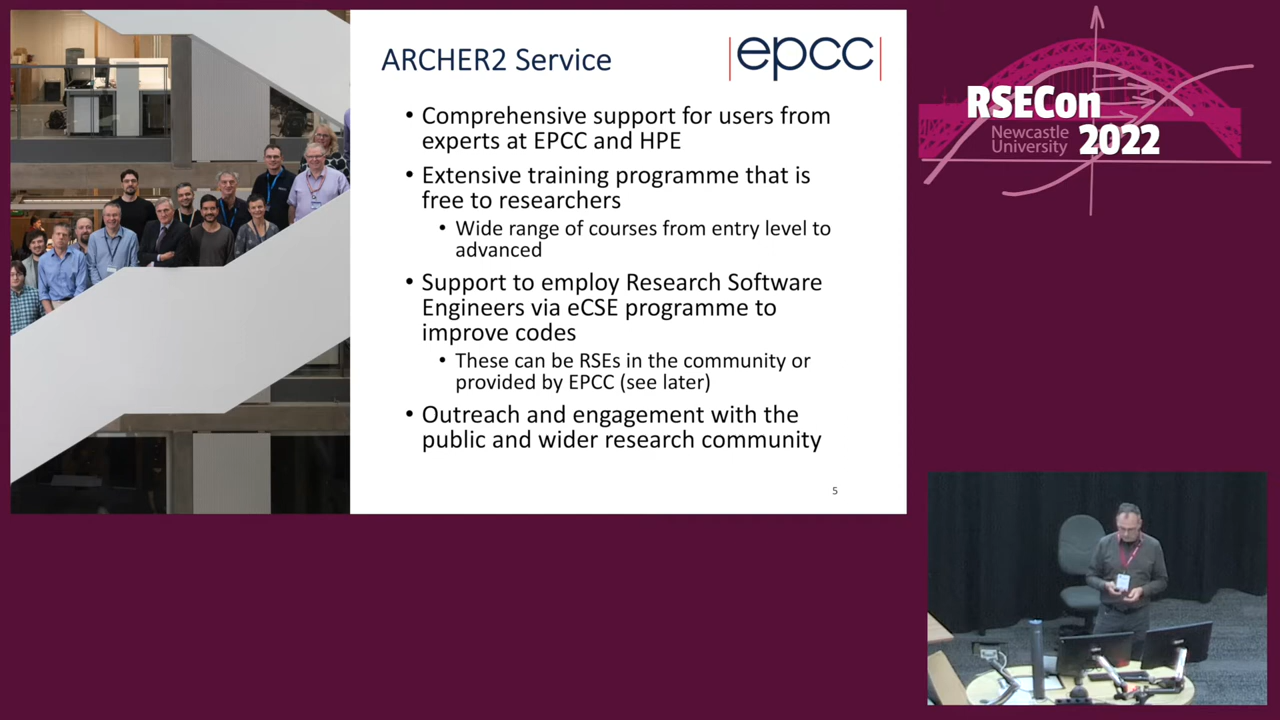 ARCHER2 Service
epcc
• Comprehensive support for users from
experts at EPCC and HPE
• Extensive training programme that is
free to researchers
• Wide range of courses from entry level to
advanced
• Support to employ Research Software
Engineers via eCSE programme to
improve codes
• These can be RSEs in the community or
provided by EPCC (see later)
• Outreach and engagement with the
public and wider research community
5
RSECon
Newcastle
University
2022